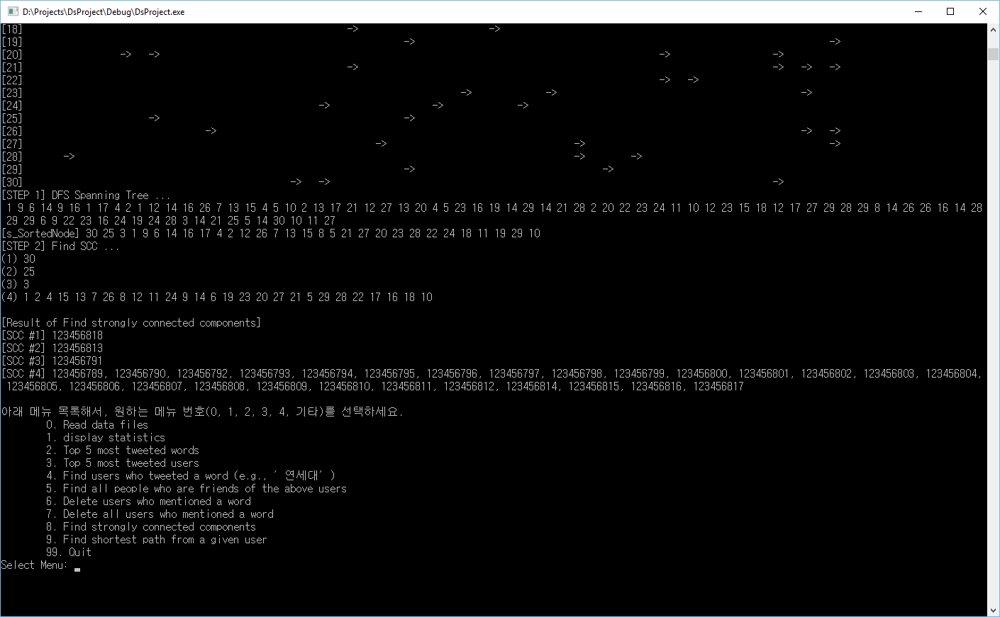 D:\Projects\DsProject\Debug\DsProject.exe
[18] -> ->
[19] -> ->
[20] -> -> -> ->
[21] -> -> -> ->
[22] -> ->
[23] -> -> ->
[24] -> -> ->
[25] -> ->
[26] -> -> ->
[27] -> -> ->
[28] -> -> ->
[29] -> ->
[30] -> -> ->
[STEP 1] DFS Spanning Tree ...
1 9 6 14 9 16 1 17 4 2 1 12 14 16 26 7 13 15 4 5 10 2 13 17 21 12 27 13 20 4 5 23 16 19 14 29 14 21 28 2 20 22 23 24 11 10 12 23 15 18 12 17 27 29 22 30 9 8 14 26 26 16 14 28
29 29 6 9 22 23 16 24 19 24 28 3 14 21 25 5 14 30 10 11 27
[s_SortedNode] 30 25 3 1 9 6 14 16 17 4 2 12 26 7 13 15 8 5 21 27 20 23 28 22 24 18 11 19 29 10
[STEP 2] Find SCC ...
(1) 30
(2) 25
(3) 3
(4) 1 2 4 15 13 7 26 8 12 11 24 9 14 6 19 23 20 27 21 5 29 28 22 17 16 18 10
[Result of Find strongly connected components]
[SCC #1] 123456818
[SCC #2] 123456813
[SCC #3] 123456791
[SCC #4] 123456789, 123456790, 123456792, 123456793, 123456794, 123456795, 123456796, 123456797, 123456798, 123456799, 123456800, 123456801, 123456802, 123456803, 123456804,
123456805, 123456806, 123456807, 123456808, 123456809, 123456810, 123456811, 123456812, 123456814, 123456815, 123456816, 123456817
아래 메뉴 목록해서, 원하는 메뉴 번호(0, 1, 2, 3, 4, 기타)를 선택하세요.
0. Read data files
1. display statistics
2. Top 5 most tweeted words
3. Top 5 most tweeted users
4. Find users who tweeted a word (e.g., ’연세대’)
5. Find all people who are friends of the above users
6. Delete users who mentioned a word
7. Delete all users who mentioned a word
8. Find strongly connected components
9. Find shortest path from a given user
99. Quit
Select Menu: